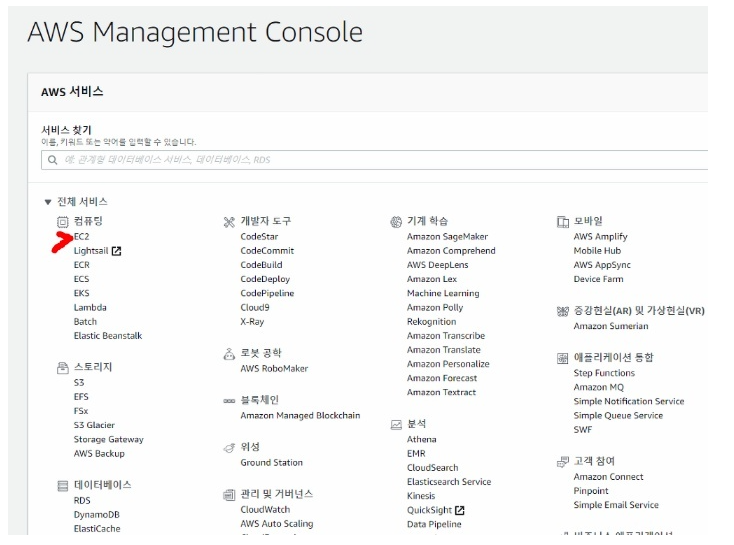 AWS Management Console
AWS 서비스
서비스 찾기
이름, 키워드 또는 약어를 입력할 수 있습니다.
예: 관계형 데이터베이스 서비스, 데이터베이스, RDS
전체 서비스
컴퓨팅
EC2
Lightsail
ECR
ECS
EKS
Lambda
Batch
Elastic Beanstalk
스토리지
S3
EFS
FSx
S3 Glacier
Storage Gateway
AWS Backup
데이터베이스
RDS
DynamoDB
ElastiCache
개발자 도구
CodeStar
CodeCommit
CodeBuild
CodeDeploy
CodePipeline
Cloud9
X-Ray
로봇 공학
AWS RoboMaker
블록체인
Amazon Managed Blockchain
위성
Ground Station
관리 및 거버넌스
CloudWatch
AWS Auto Scaling
기계 학습
Amazon SageMaker
Amazon Comprehend
AWS DeepLens
Amazon Lex
Machine Learning
Amazon Polly
Rekognition
Amazon Transcribe
Amazon Translate
Amazon Personalize
Amazon Forecast
Amazon Textract
분석
Athena
EMR
CloudSearch
Elasticsearch Service
Kinesis
QuickSight
Data Pipeline
모바일
AWS Amplify
Mobile Hub
AWS AppSync
Device Farm
증강현실(AR) 및 가상현실(VR)
Amazon Sumerian
애플리케이션 통합
Step Functions
Amazon MQ
Simple Notification Service
Simple Queue Service
SWF
고객 참여
Amazon Connect
Pinpoint
Simple Email Service